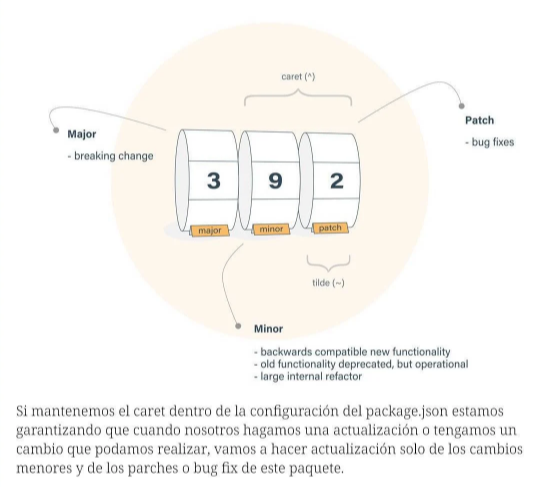 caret (^)
Major
- breaking change
Patch
- bug fixes
3 9 2
major minor patch
tilde (~)
Minor
- backwards compatible new functionality
- old functionality deprecated, but operational
- large internal refactor
Si mantenemos el caret dentro de la configuración del package.json estamos
garantizando que cuando nosotros hagamos una actualización o tengamos un
cambio que podamos realizar, vamos a hacer actualización solo de los cambios
menores y de los parches o bug fix de este paquete.